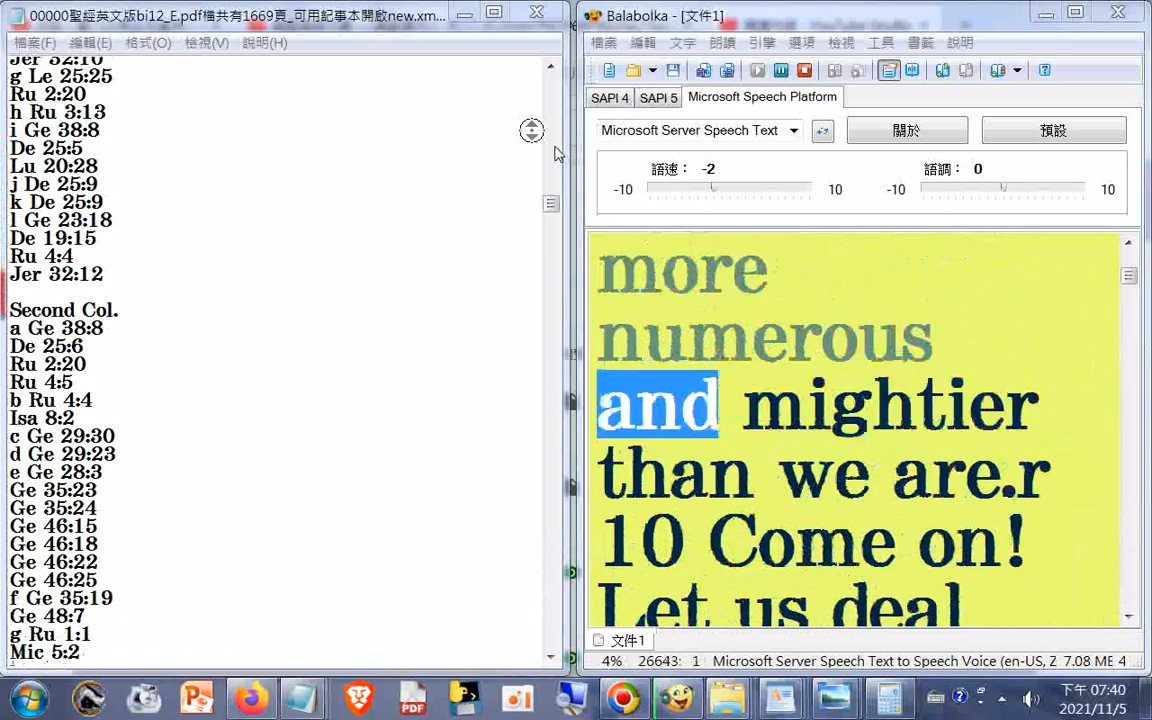 00000聖經英文版bi12_E.pdf檔共有1669頁_可用記事本開啟new.xm...
檔案(F) 編輯(E) 格式(O) 檢視(V) 說明(H)
Jer 32:10
g Le 25:25
Ru 2:20
h Ru 3:13
i Ge 38:8
De 25:5
Lu 20:28
j De 25:9
k De 25:9
l Ge 23:18
De 19:15
Ru 4:4
Jer 32:12
Second Col.
a Ge 38:8
De 25:6
Ru 2:20
Ru 4:5
b Ru 4:4
Isa 8:2
c Ge 29:30
d Ge 29:23
e Ge 28:3
Ge 35:23
Ge 35:24
Ge 46:15
Ge 46:18
Ge 46:22
Ge 46:25
f Ge 35:19
Ge 48:7
g Ru 1:1
Mic 5:2
Balabolka - [文件1]
檔案 編輯 文字 朗讀 引擎 選項 檢視 工具 書籤 說明
SAPI 4 SAPI 5 Microsoft Speech Platform
Microsoft Server Speech Text 關於 預設
語速： -2 語調： 0
-10 10 -10 10
more
numerous
and mightier
than we are.r
10 Come on!
Let us deal
文件1
4% 26643: 1 Microsoft Server Speech Text to Speech Voice (en-US, Z 7.08 ME 4
PDF
下午 07:40
2021/11/5